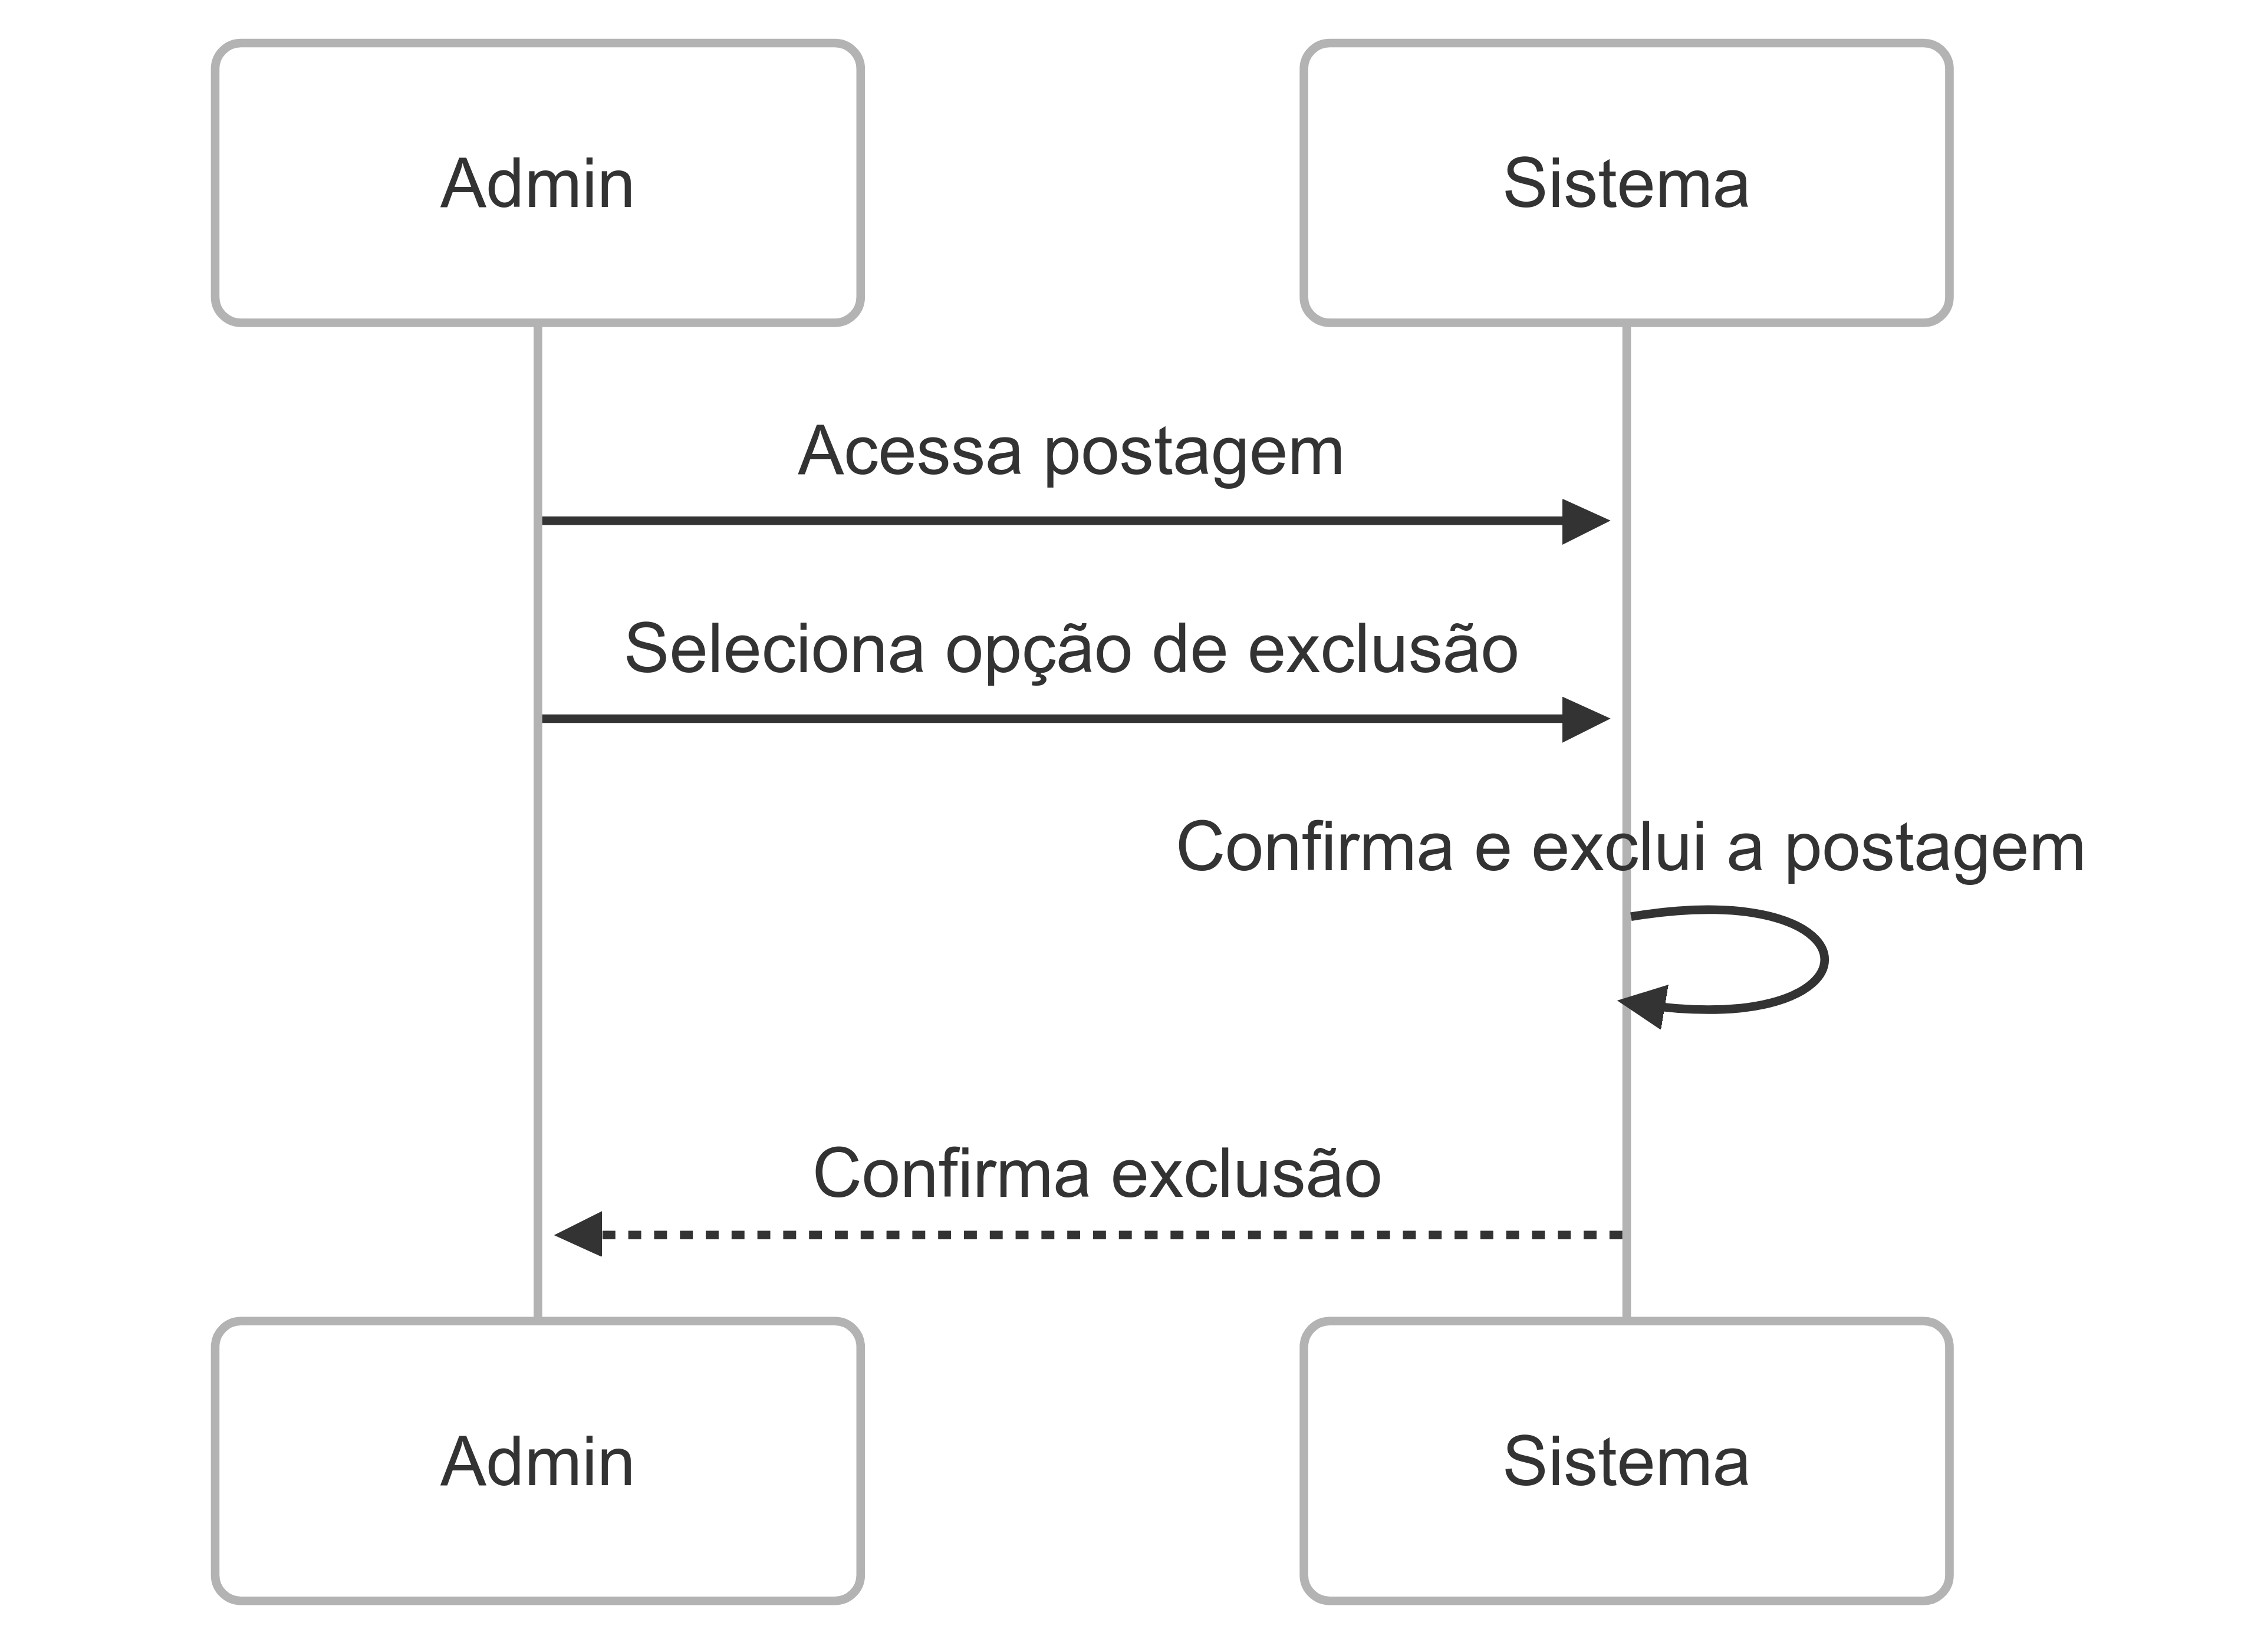 Admin
Sistema
Acessa postagem
Seleciona opção de exclusão
Confirma e exclui a postagem
Confirma exclusão
Admin
Sistema